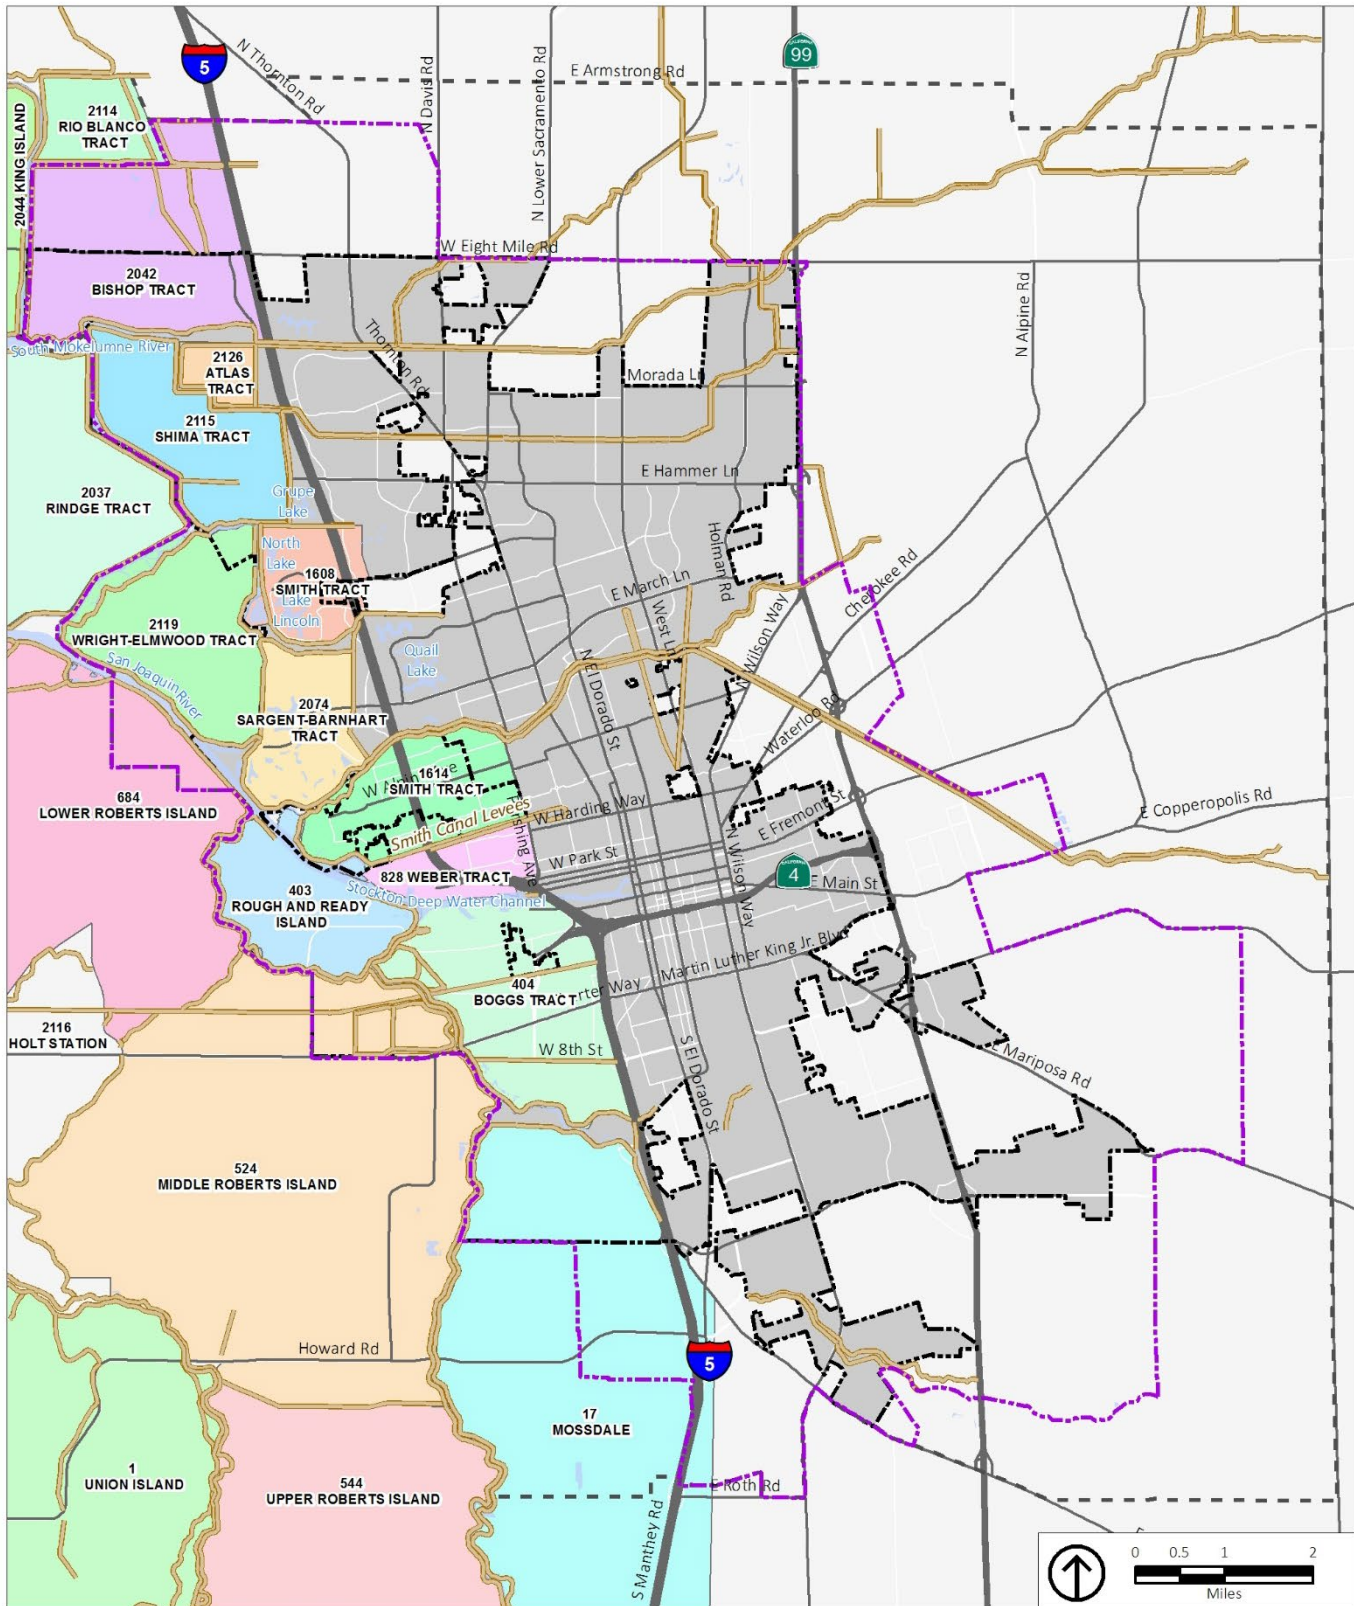 5
N Thornton Rd
N Davis Rd
N Lower Sacramento Rd
E Armstrong Rd
CALIFORNIA
99
2114
RIO BLANCO
TRACT
2044 KING ISLAND
W Eight Mile Rd
2042
BISHOP TRACT
N Alpine Rd
South Mokelumne River
2126
ATLAS
TRACT
Thornton Rd
Morada Ln
2115
SHIMA TRACT
E Hammer Ln
2037
RINDGE TRACT
Grupe
Lake
North
Lake
Holman Rd
1608
SMITH TRACT
Lake
Lincoln
E March Ln
West Ln
Cherokee Rd
N Wilson Way
2119
WRIGHT-ELMWOOD TRACT
San Joaquin River
Quail
Lake
N El Dorado St
2074
SARGENT-BARNHART
TRACT
Waterloo Rd
1614
SMITH TRACT
684
LOWER ROBERTS ISLAND
Smith Canal Levees
Pershing Ave
W Harding Way
E Fremont St
E Copperopolis Rd
W Park St
N Wilson Way
CALIFORNIA
4
828 WEBER TRACT
E Main St
403
ROUGH AND READY
ISLAND
Stockton Deep Water Channel
Martin Luther King Jr. Blvd
404
BOGGS TRACT
rter Way
2116
HOLT STATION
W 8th St
S El Dorado St
E Mariposa Rd
524
MIDDLE ROBERTS ISLAND
Howard Rd
5
17
MOSSDALE
1
UNION ISLAND
544
UPPER ROBERTS ISLAND
E Roth Rd
S Manthey Rd
0 0.5 1 2
Miles